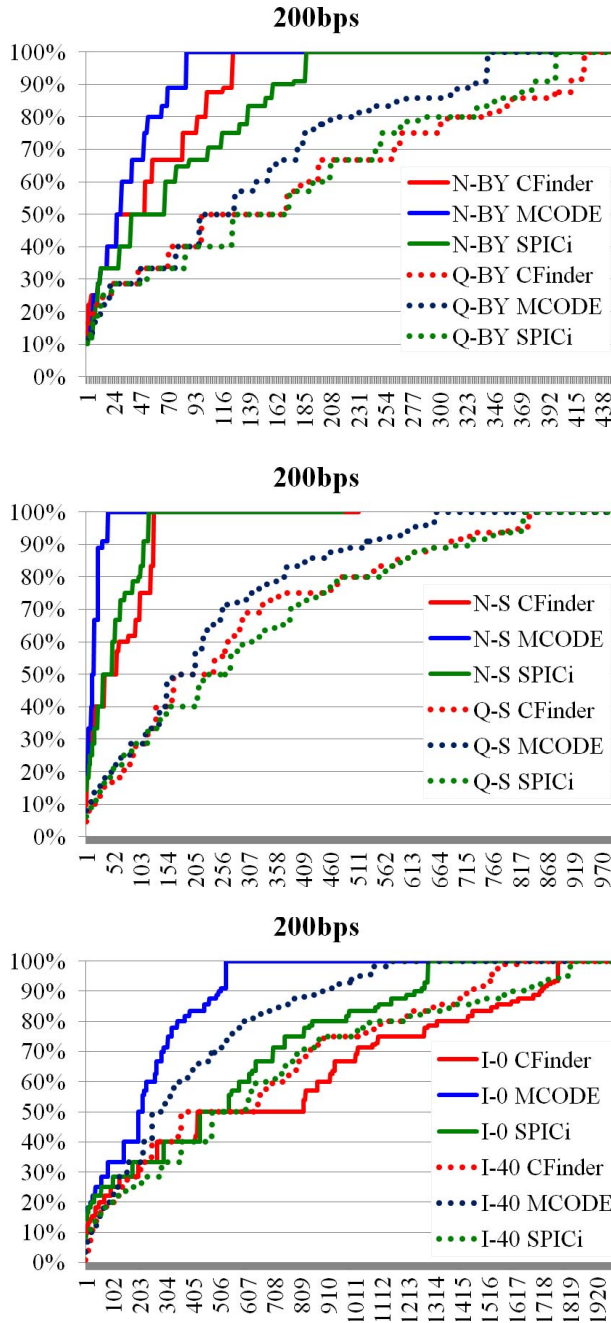 200bps
100%
90%
80%
70%
60%
50%
40%
30%
20%
10%
0%
N-BY CFinder
N-BY MCODE
N-BY SPICi
Q-BY CFinder
Q-BY MCODE
Q-BY SPICi
1 24 47 70 93 116 139 162 185 208 231 254 277 300 323 346 369 392 415 438
200bps
100%
90%
80%
70%
60%
50%
40%
30%
20%
10%
0%
N-S CFinder
N-S MCODE
N-S SPICi
Q-S CFinder
Q-S MCODE
Q-S SPICi
1 52 103 154 205 256 307 358 409 460 511 562 613 664 715 766 817 868 919 970
200bps
100%
90%
80%
70%
60%
50%
40%
30%
20%
10%
0%
I-0 CFinder
I-0 MCODE
I-0 SPICi
I-40 CFinder
I-40 MCODE
I-40 SPICi
1 102 203 304 405 506 607 708 809 910 1011 1112 1213 1314 1415 1516 1617 1718 1819 1920